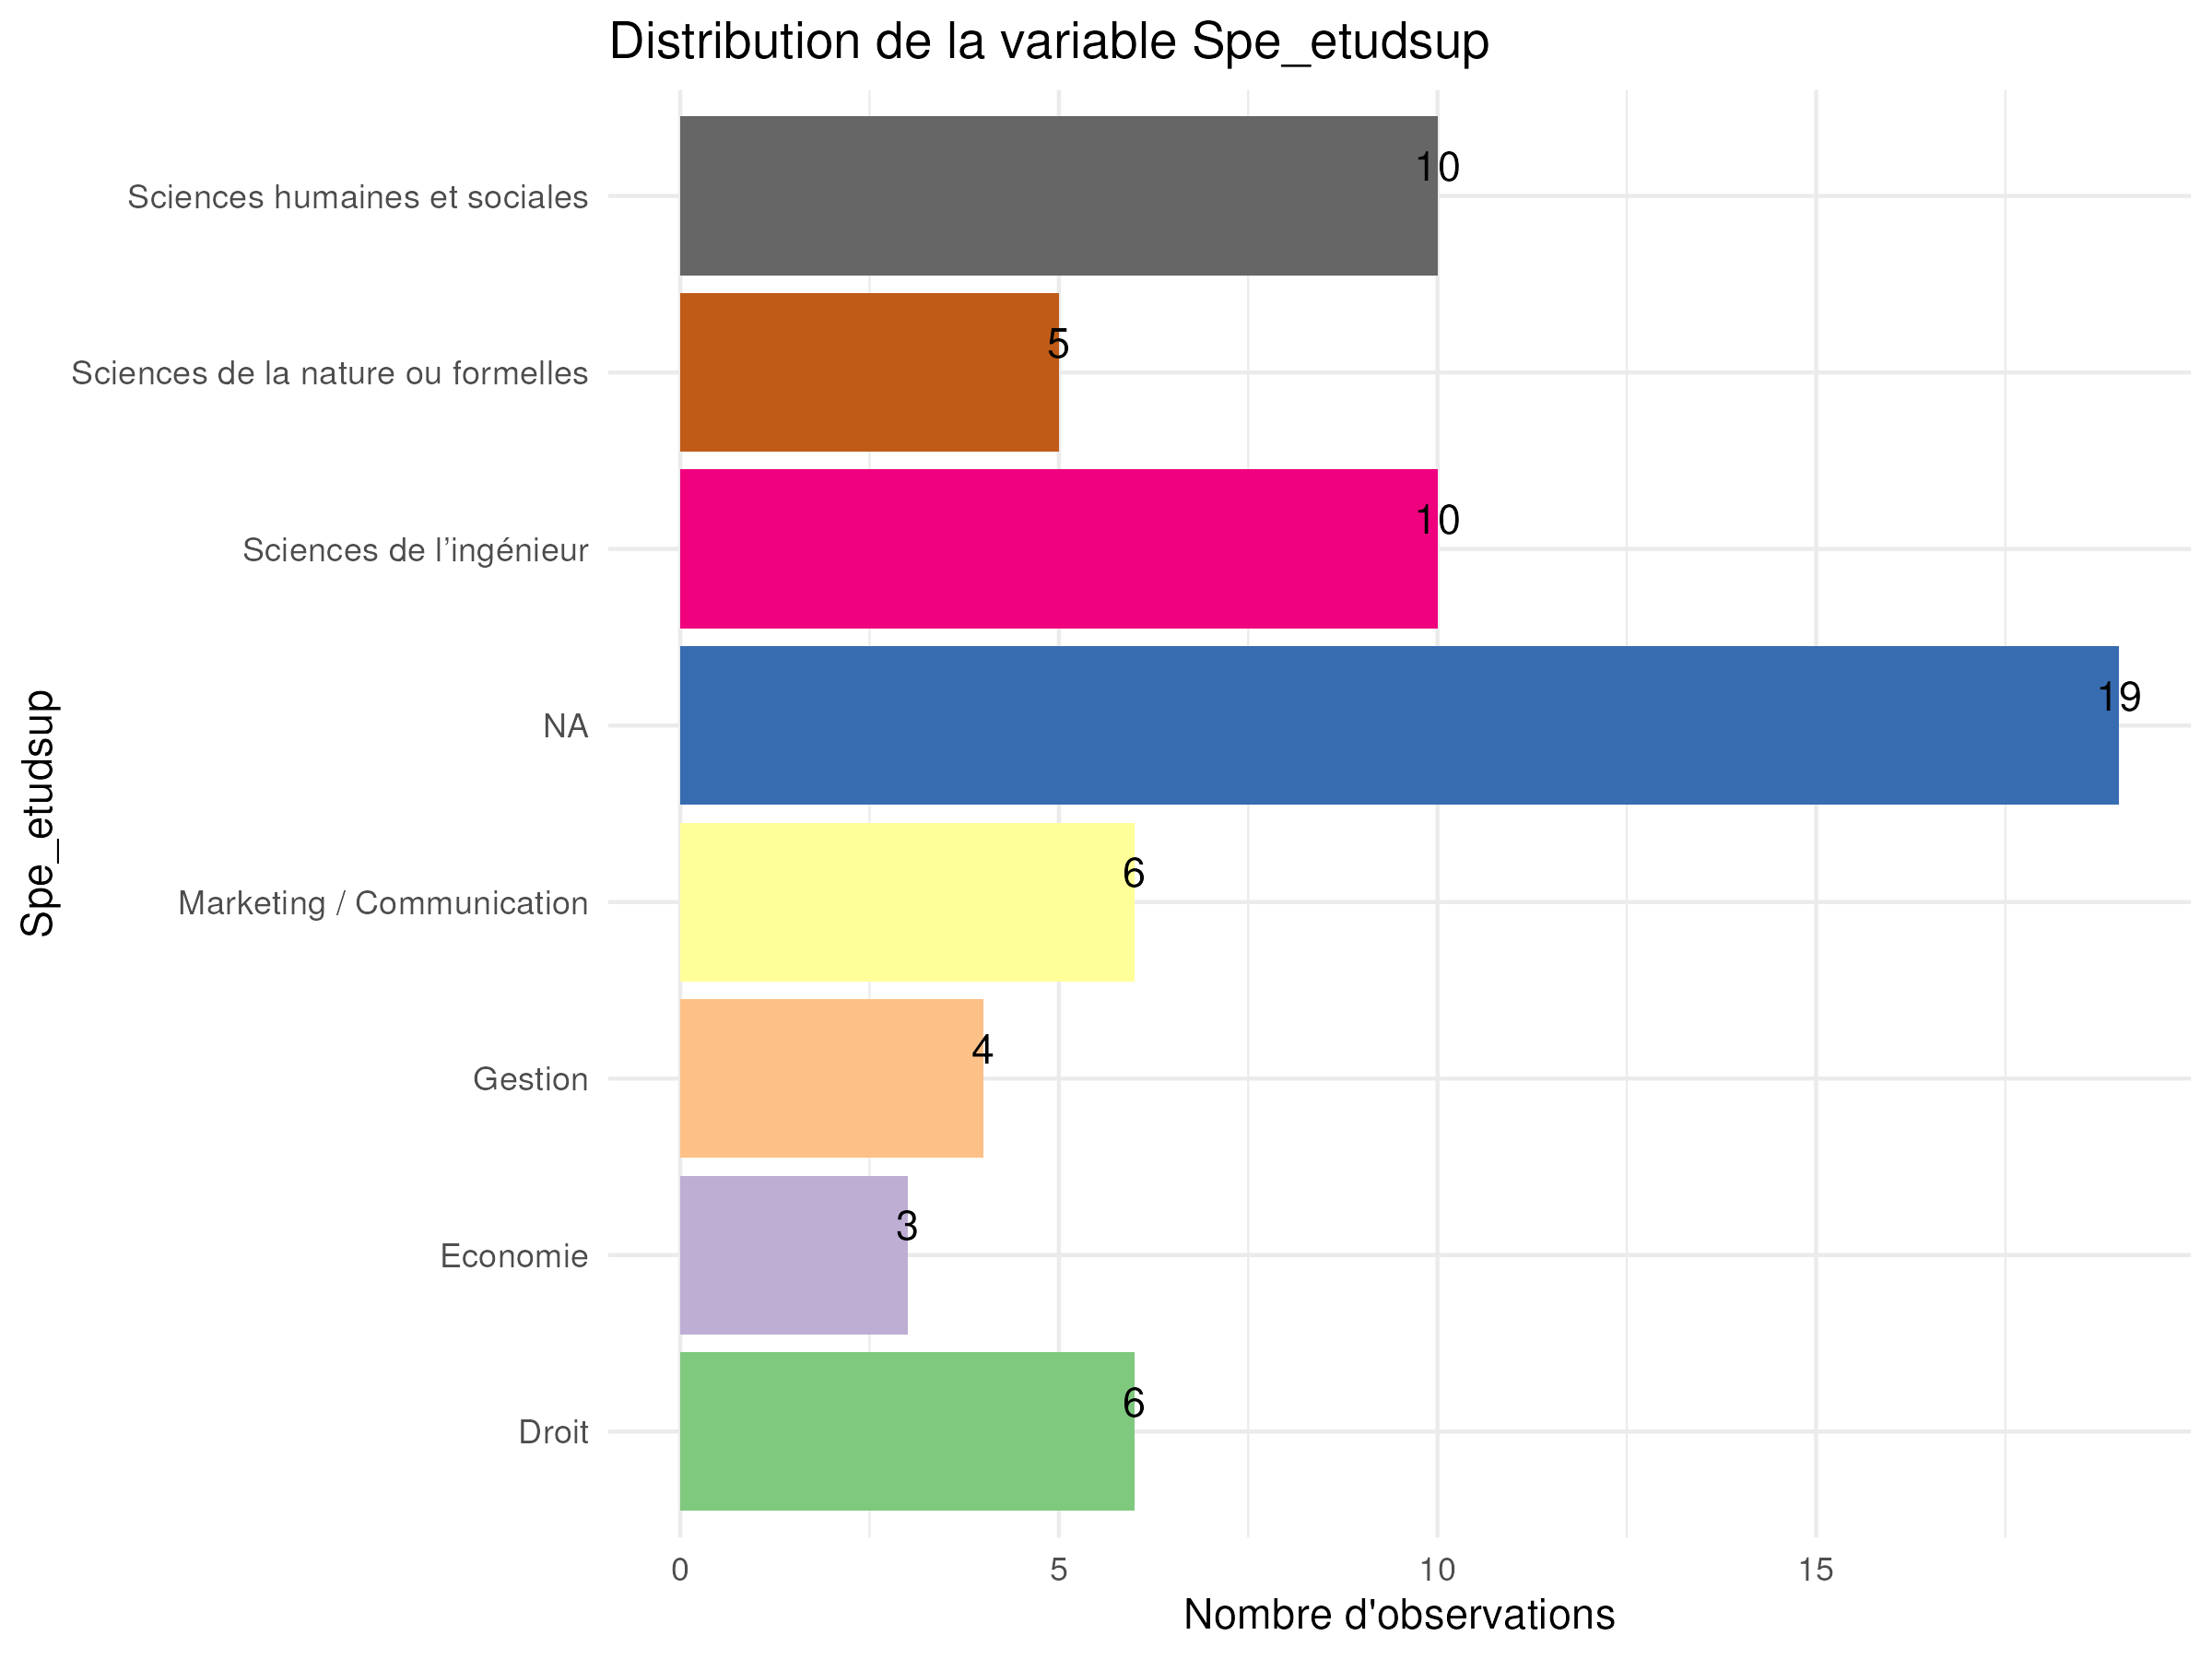 Distribution de la variable Spe_etudsup
Sciences humaines et sociales
10
Sciences de la nature ou formelles
5
Sciences de l’ingénieur
10
NA
19
Marketing / Communication
6
Gestion
4
Economie
3
Droit
6
Spe_etudsup
0 5 10 15
Nombre d'observations